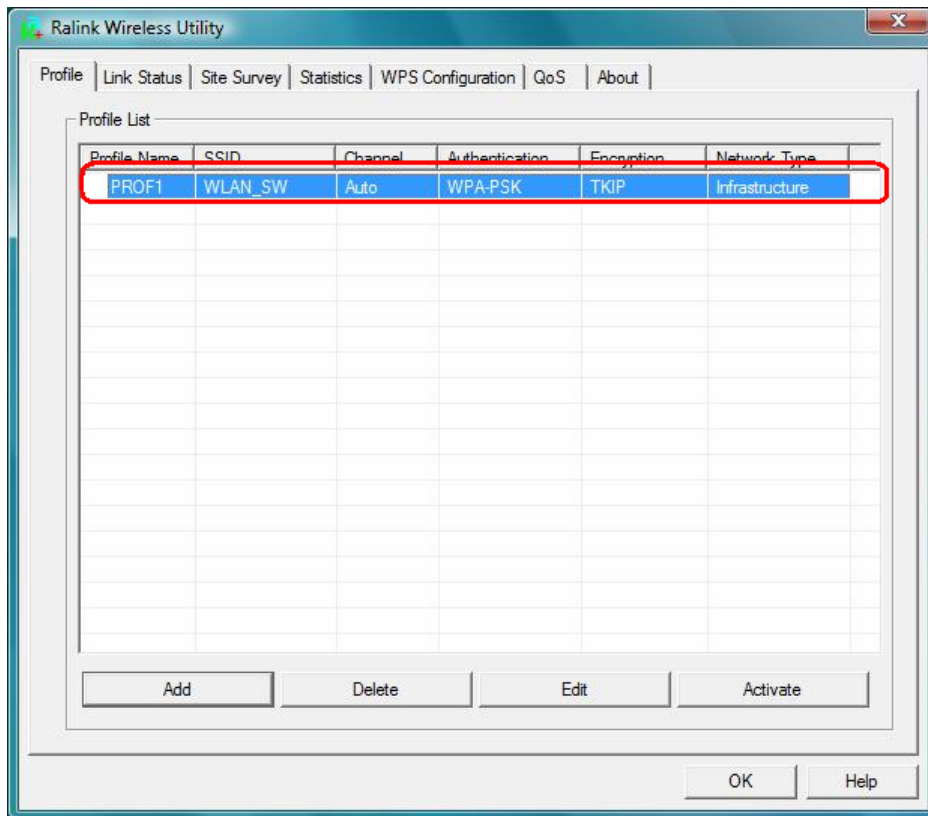 Ralink Wireless Utility
Profile Link Status Site Survey Statistics WPS Configuration QoS About
Profile List
Profile Name SSID Channel Authentication Encryption Network Type
PROF1 WLAN_SW Auto WPA-PSK TKIP Infrastructure
Add Delete Edit Activate
OK Help